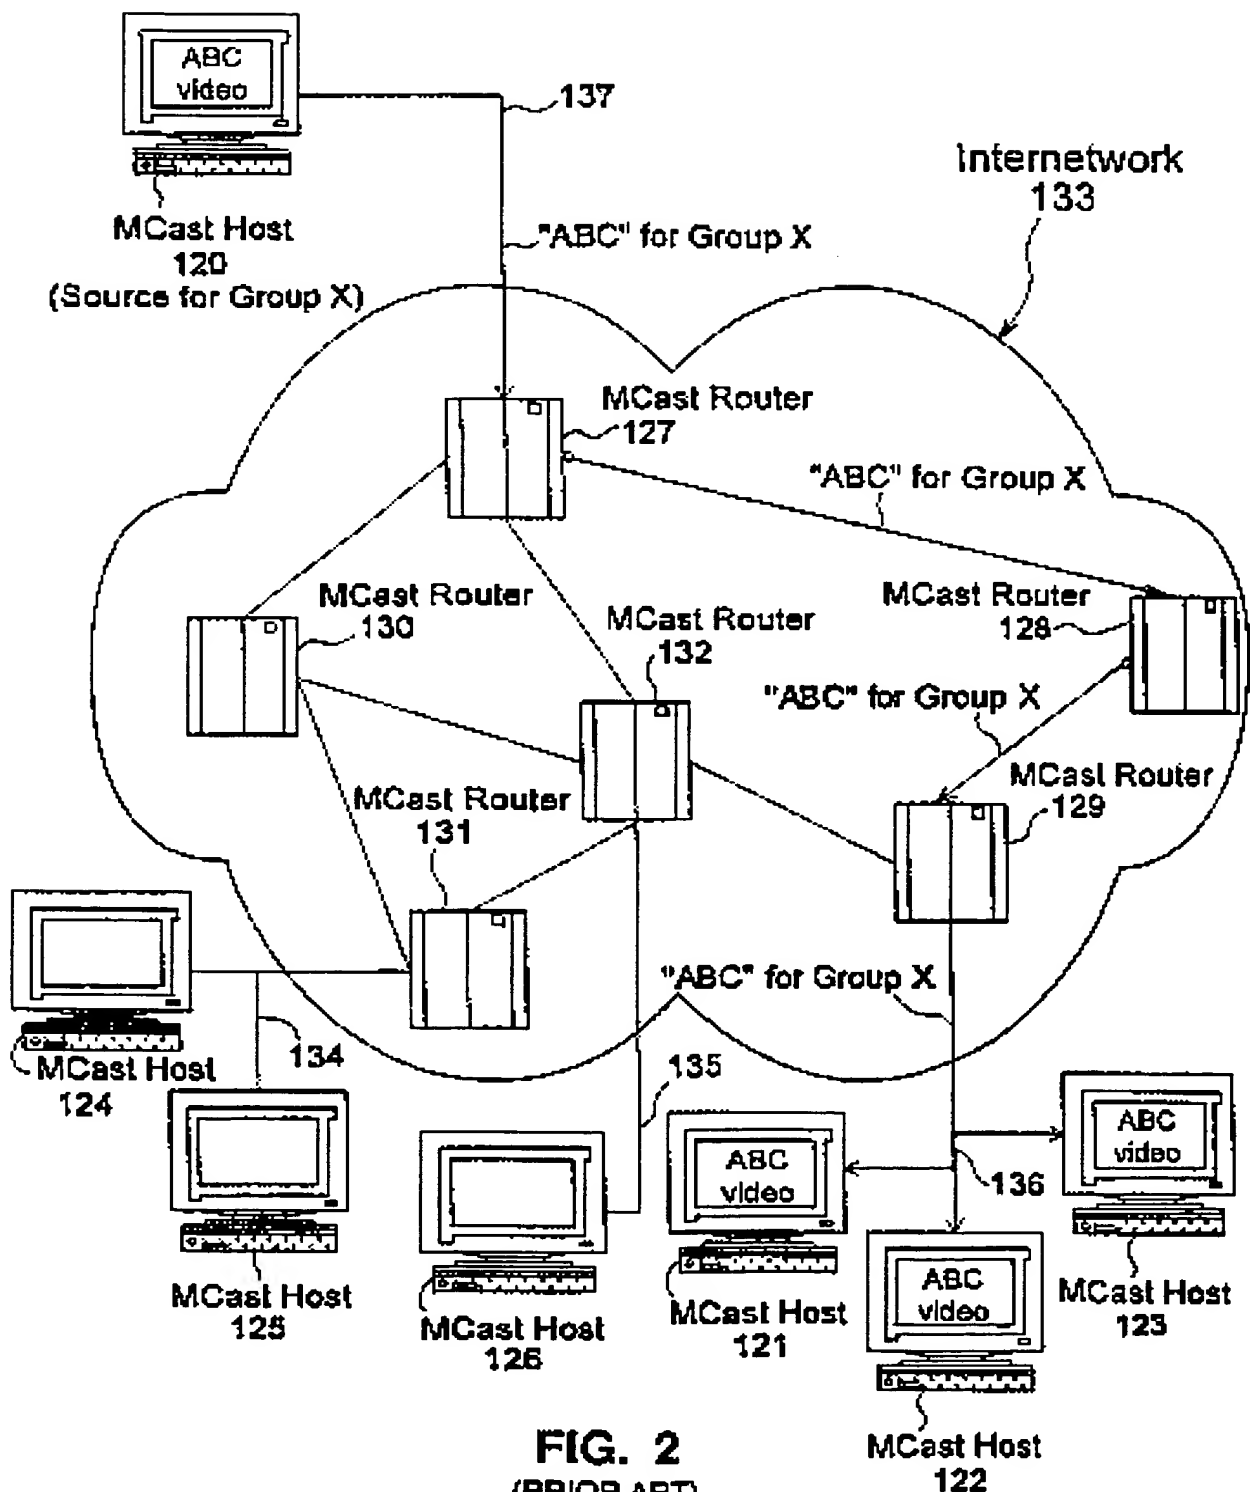 ABC
video
137
Internetwork
133
MCast Host
120
(Source for Group X)
"ABC" for Group X
MCast Router
127
"ABC" for Group X
MCast Router
130
MCast Router
132
MCast Router
128
"ABC" for Group X
MCast Router
129
MCast Router
131
"ABC" for Group X
134
MCast Host
124
135
ABC
video
ABC
video
136
MCast Host
125
MCast Host
126
MCast Host
121
ABC
video
MCast Host
123
MCast Host
122
FIG. 2
(PRIOR ART)